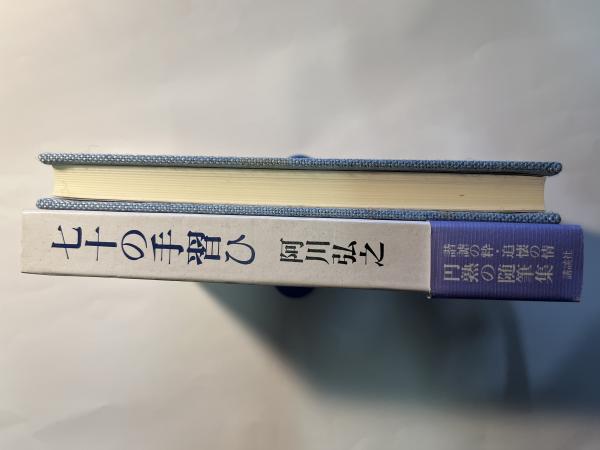 七十の手習ひ
阿川弘之
諧謔の粋・追懐の情
円熟の随筆集
講談社